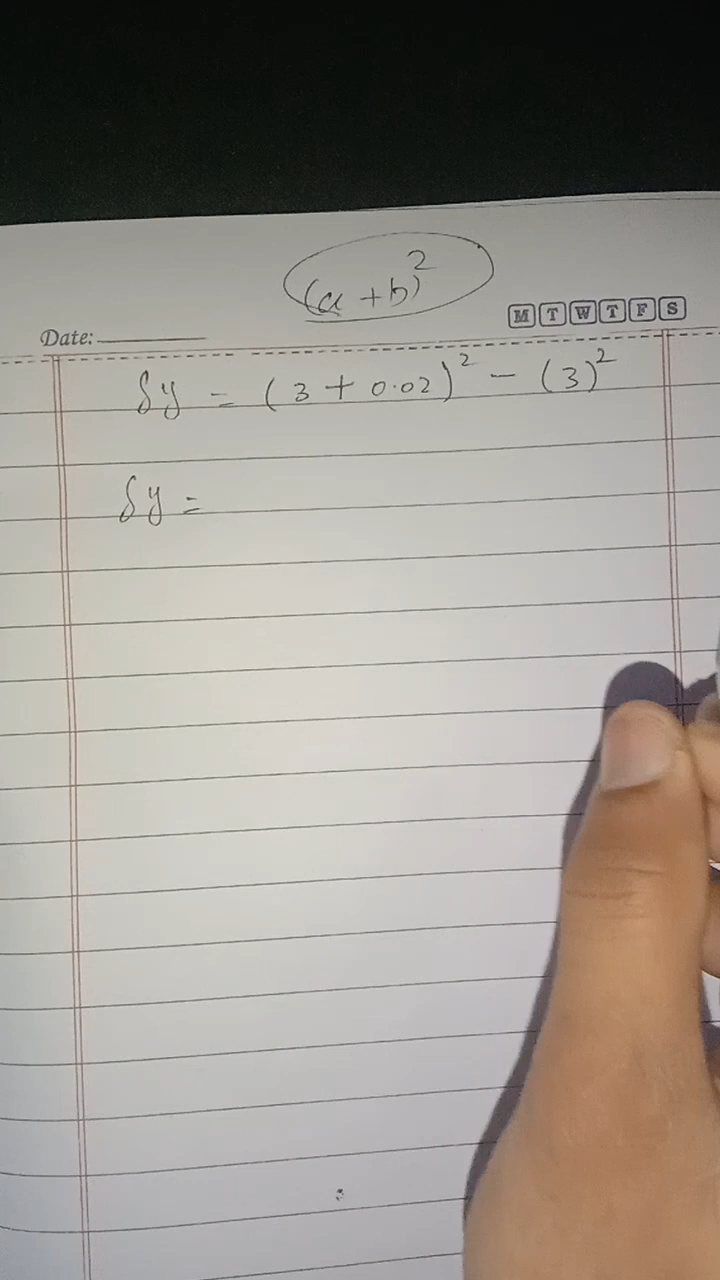 (a + b)²
M T W T F S
Date:
δy = (3 + 0.02)² - (3)²
δy =